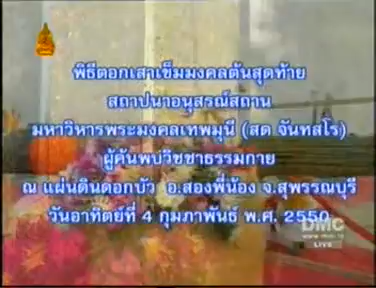 พิธีตอกเสาเข็มมงคลต้นสุดท้าย
สถาปนาอนุสรณ์สถาน
มหาวิหารพระมงคลเทพมุนี (สด จันทสโร)
ผู้ค้นพบวิชชาธรรมกาย
ณ แผ่นดินดอกบัว อ.สองพี่น้อง จ.สุพรรณบุรี
วันอาทิตย์ที่ 4 กุมภาพันธ์ พ.ศ. 2550
DMC
LIVE